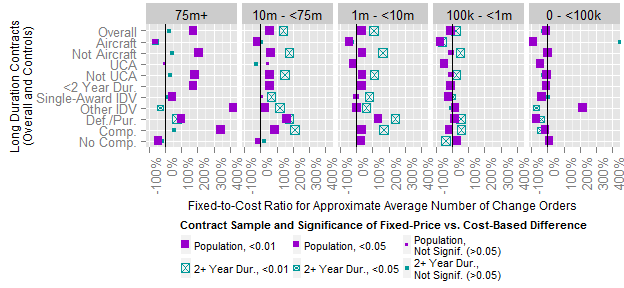 75m+
10m - <75m
1m - <10m
100k - <1m
0 - <100k
Long Duration Contracts
(Overall and Controls)
Overall
Aircraft
Not Aircraft
UCA
Not UCA
<2 Year Dur.
Single-Award IDV
Other IDV
Def./Pur.
Comp.
No Comp.
-100%
0%
100%
200%
300%
400%
-100%
0%
100%
200%
300%
400%
-100%
0%
100%
200%
300%
400%
-100%
0%
100%
200%
300%
400%
-100%
0%
100%
200%
300%
400%
Fixed-to-Cost Ratio for Approximate Average Number of Change Orders
Contract Sample and Significance of Fixed-Price vs. Cost-Based Difference
Population, <0.01
Population, <0.05
Population,
Not Signif. (>0.05)
2+ Year Dur., <0.01
2+ Year Dur., <0.05
2+ Year Dur.,
Not Signif. (>0.05)